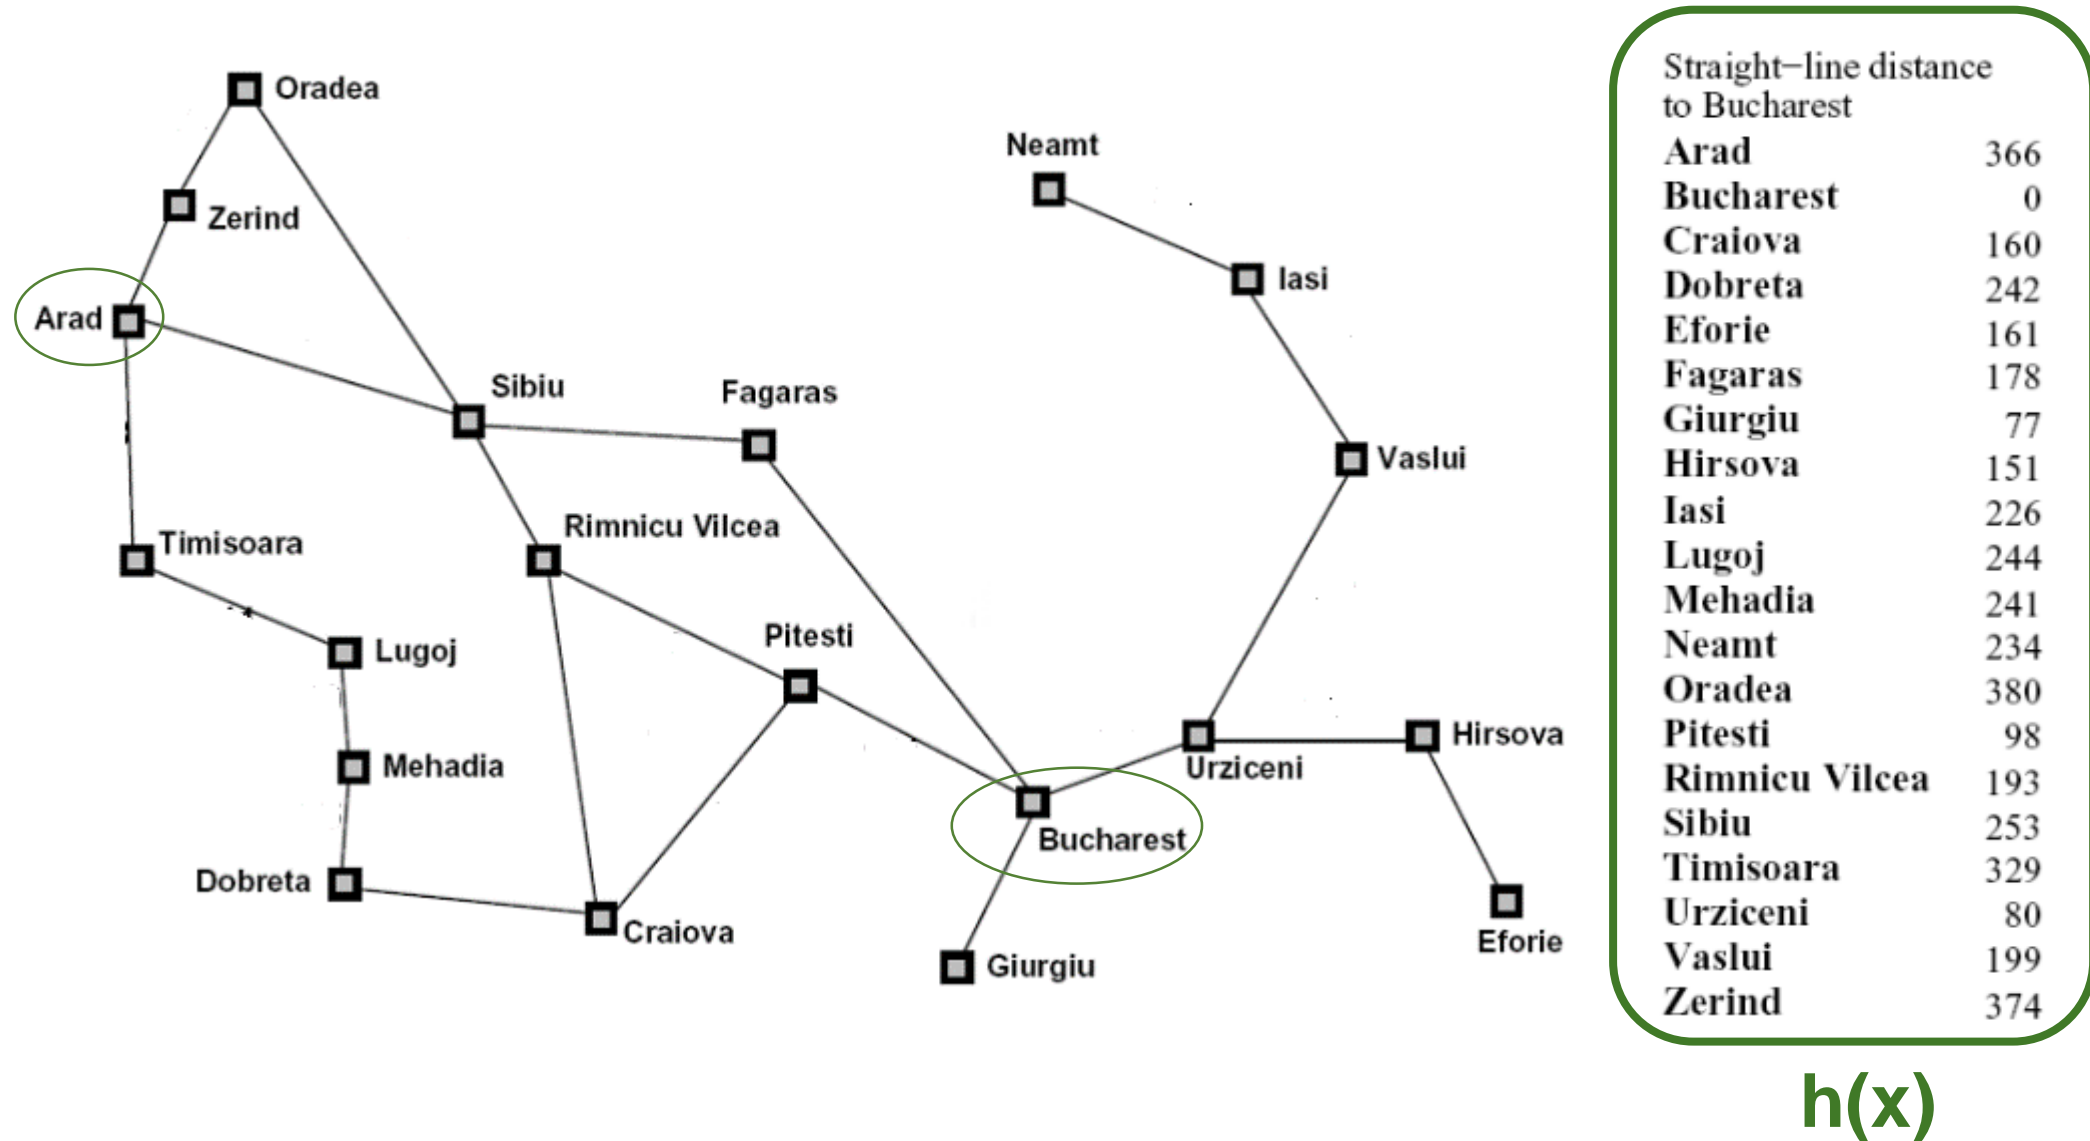 Oradea
Neamt
Zerind
Iasi
Arad
Sibiu
Fagaras
Vaslui
Rimnicu Vilcea
Timisoara
Pitesti
Lugoj
Hirsova
Urziceni
Mehadia
Bucharest
Dobreta
Craiova
Eforie
Giurgiu
Straight-line distance
to Bucharest
Arad 366
Bucharest 0
Craiova 160
Dobreta 242
Eforie 161
Fagaras 178
Giurgiu 77
Hirsova 151
Iasi 226
Lugoj 244
Mehadia 241
Neamt 234
Oradea 380
Pitesti 98
Rimnicu Vilcea 193
Sibiu 253
Timisoara 329
Urziceni 80
Vaslui 199
Zerind 374
h(x)